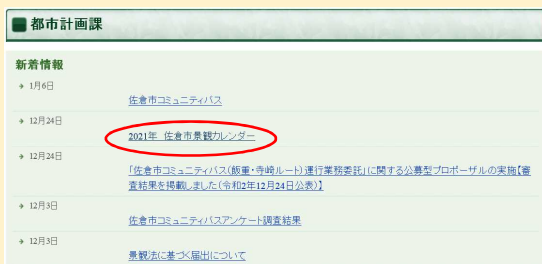 都市計画課
新着情報
1月6日
佐倉市コミュニティバス
12月24日
2021年 佐倉市景観カレンダー
12月24日
「佐倉市コミュニティバス(飯重・寺崎ルート)運行業務委託」に関する公募型プロポーザルの実施【審
査結果を掲載しました(令和2年12月24日公表)】
12月3日
佐倉市コミュニティバスアンケート調査結果
12月3日
景観法に基づく届出について